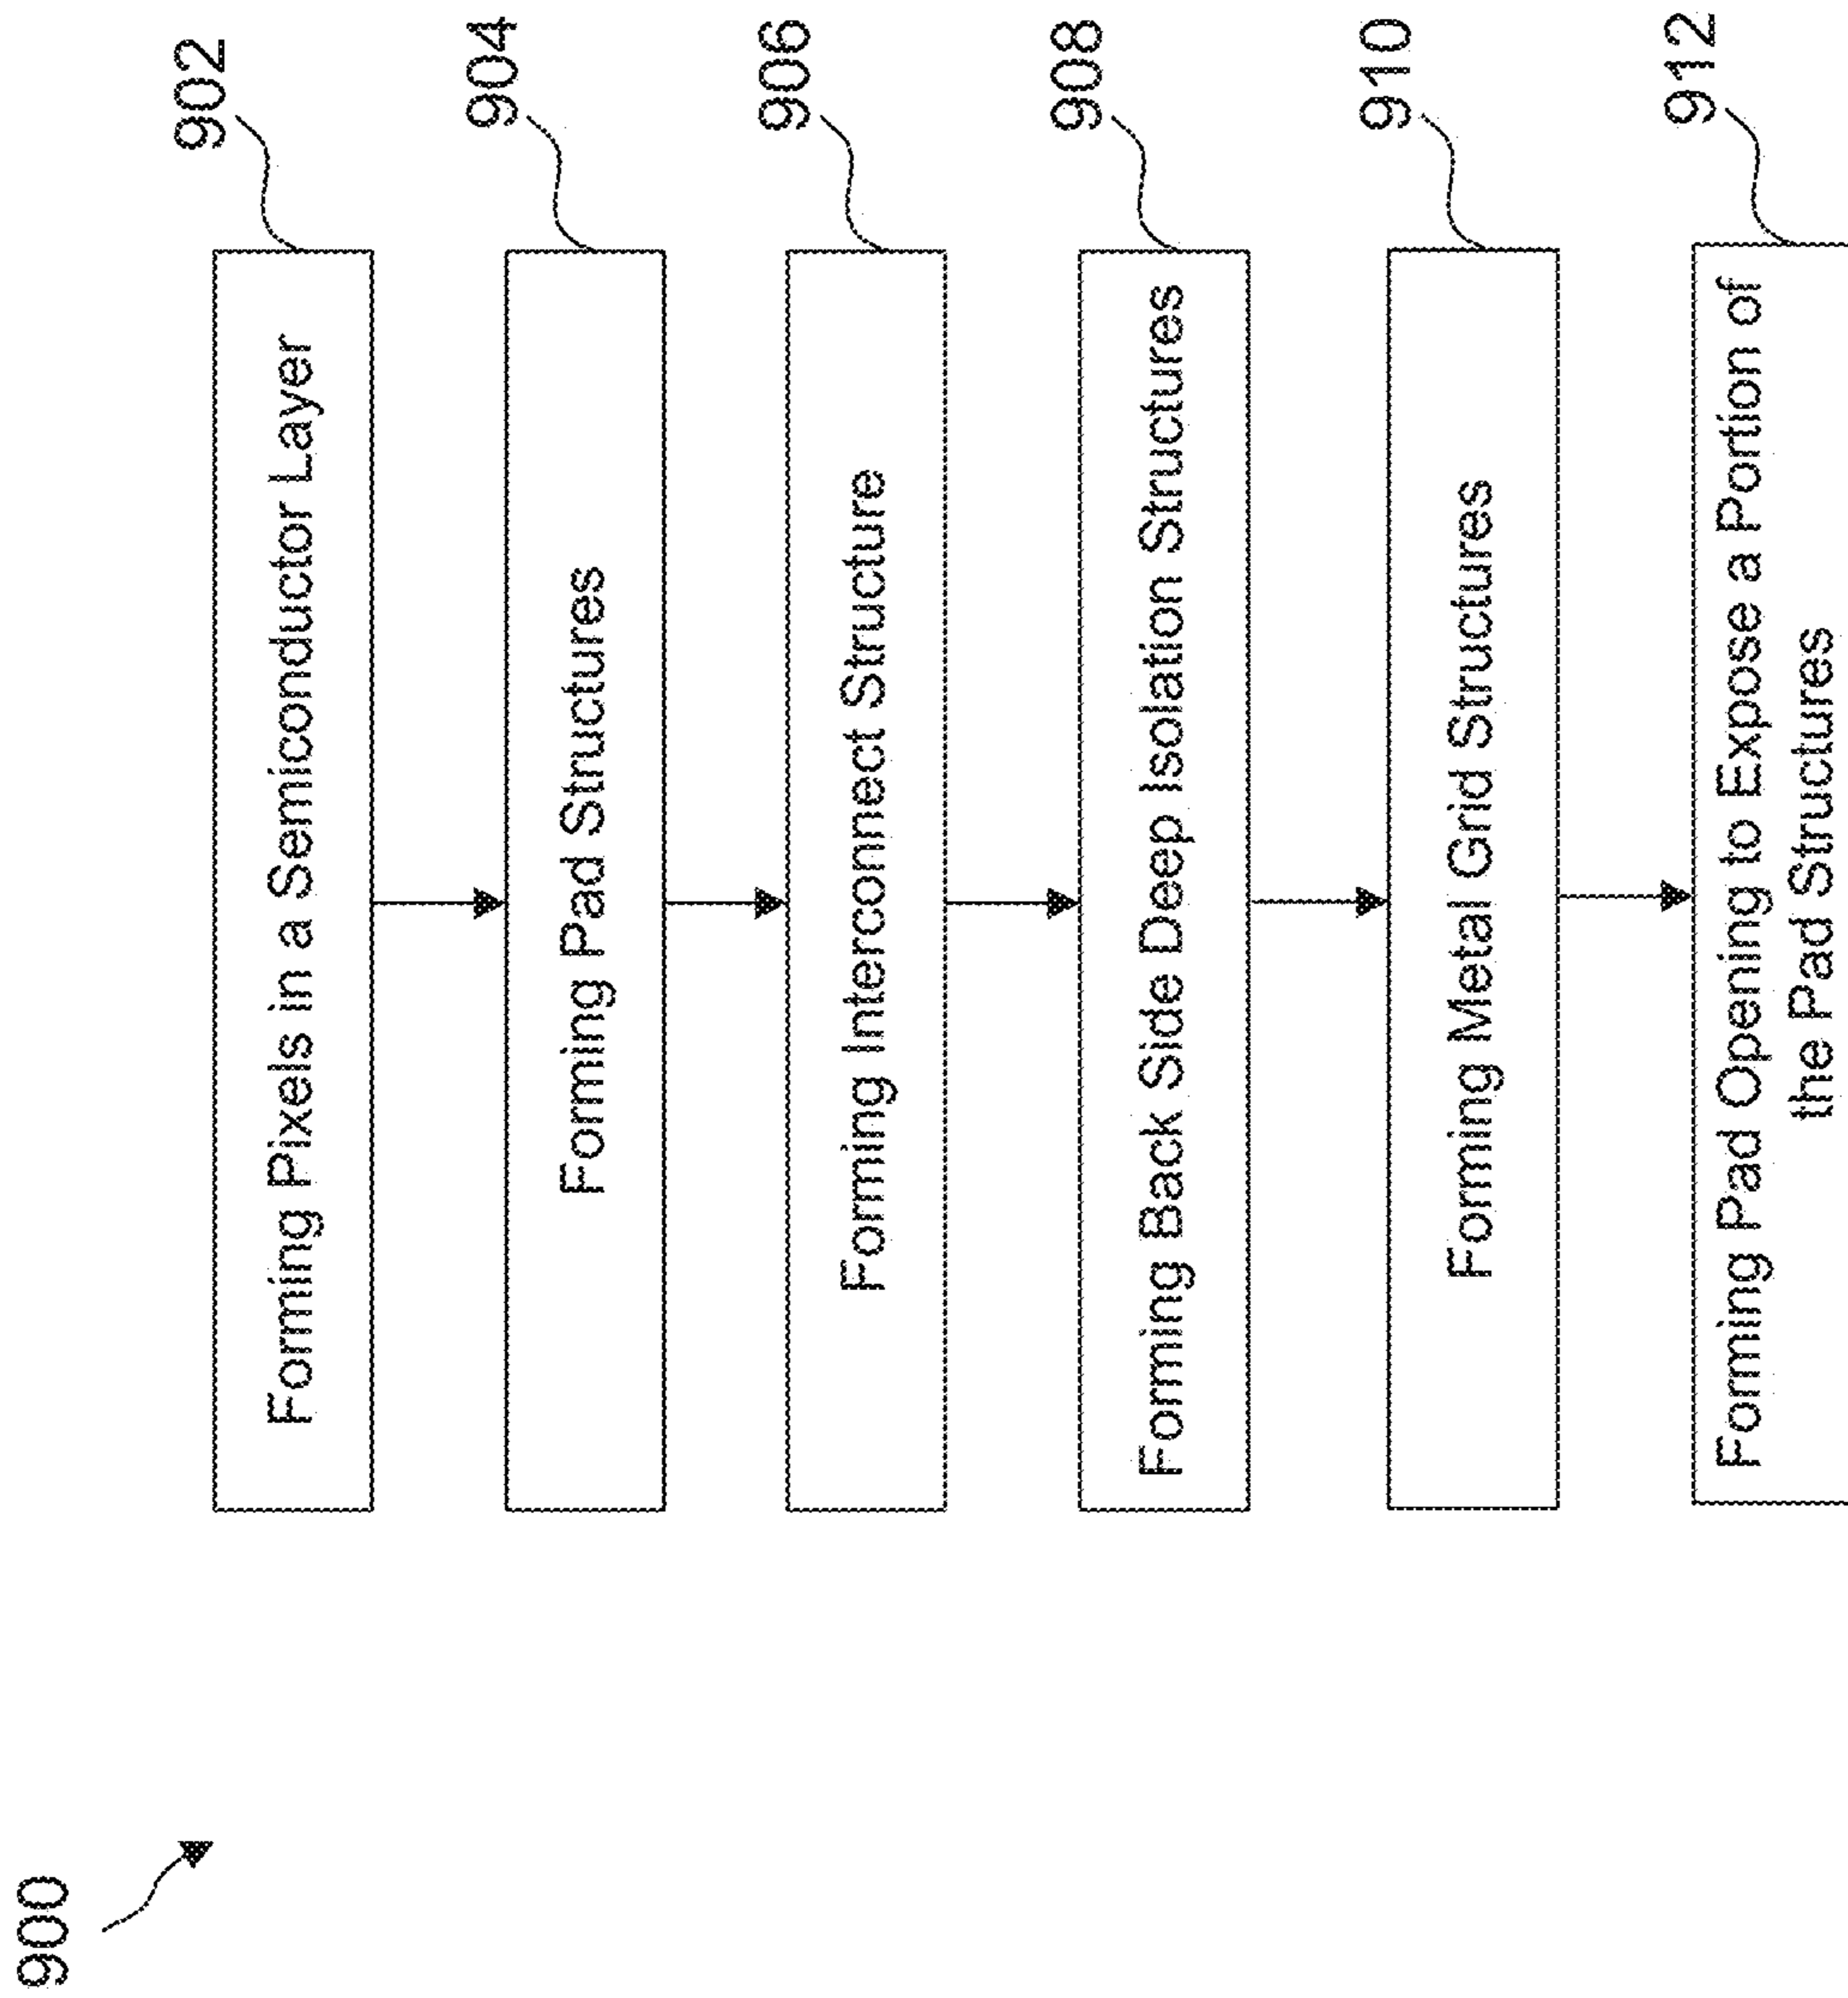 900
902
Forming Pixels in a Semiconductor Layer
904
Forming Pad Structures
906
Forming Interconnect Structure
908
Forming Back Side Deep Isolation Structures
910
Forming Metal Grid Structures
912
Forming Pad Opening to Expose a Portion of
the Pad Structures